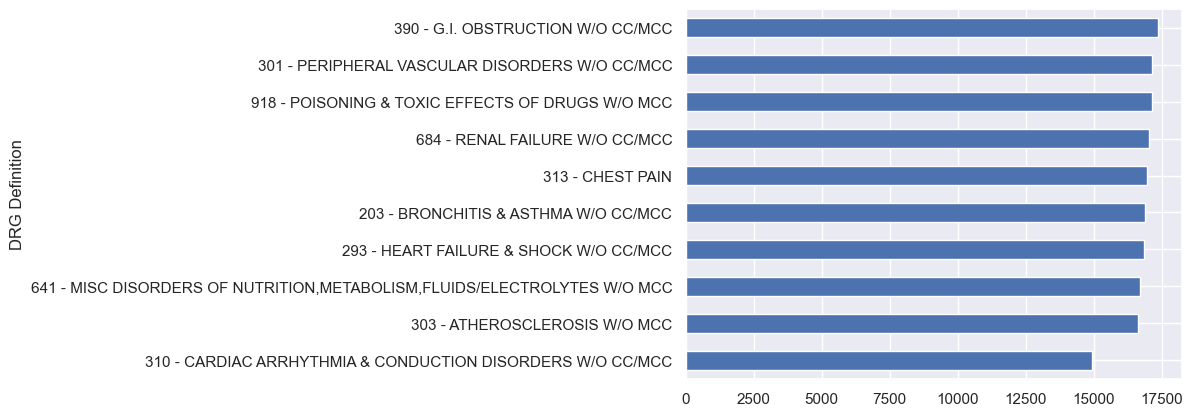 390 - G.I. OBSTRUCTION W/O CC/MCC
301 - PERIPHERAL VASCULAR DISORDERS W/O CC/MCC
918 - POISONING & TOXIC EFFECTS OF DRUGS W/O MCC
684 - RENAL FAILURE W/O CC/MCC
313 - CHEST PAIN
203 - BRONCHITIS & ASTHMA W/O CC/MCC
293 - HEART FAILURE & SHOCK W/O CC/MCC
641 - MISC DISORDERS OF NUTRITION,METABOLISM,FLUIDS/ELECTROLYTES W/O MCC
303 - ATHEROSCLEROSIS W/O MCC
310 - CARDIAC ARRHYTHMIA & CONDUCTION DISORDERS W/O CC/MCC
DRG Definition
0 2500 5000 7500 10000 12500 15000 17500